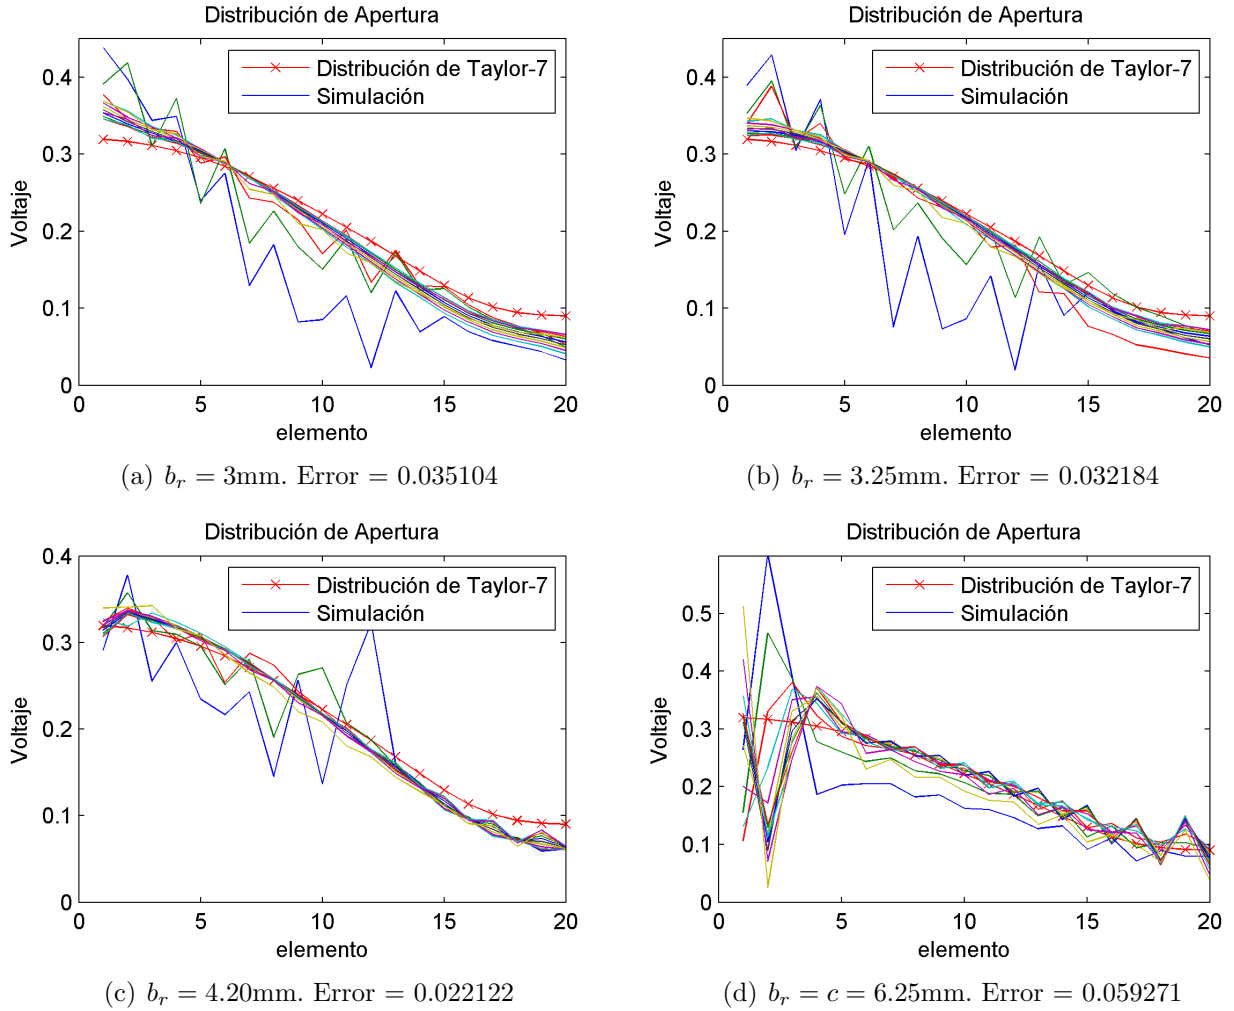 Distribución de Apertura
Distribución de Taylor-7
Simulación
Voltaje
0.4
0.3
0.2
0.1
0
0 5 10 15 20
elemento
(a) b_r = 3mm. Error = 0.035104
Distribución de Apertura
Distribución de Taylor-7
Simulación
Voltaje
0.4
0.3
0.2
0.1
0
0 5 10 15 20
elemento
(b) b_r = 3.25mm. Error = 0.032184
Distribución de Apertura
Distribución de Taylor-7
Simulación
Voltaje
0.4
0.3
0.2
0.1
0
0 5 10 15 20
elemento
(c) b_r = 4.20mm. Error = 0.022122
Distribución de Apertura
Distribución de Taylor-7
Simulación
Voltaje
0.5
0.4
0.3
0.2
0.1
0
0 5 10 15 20
elemento
(d) b_r = c = 6.25mm. Error = 0.059271